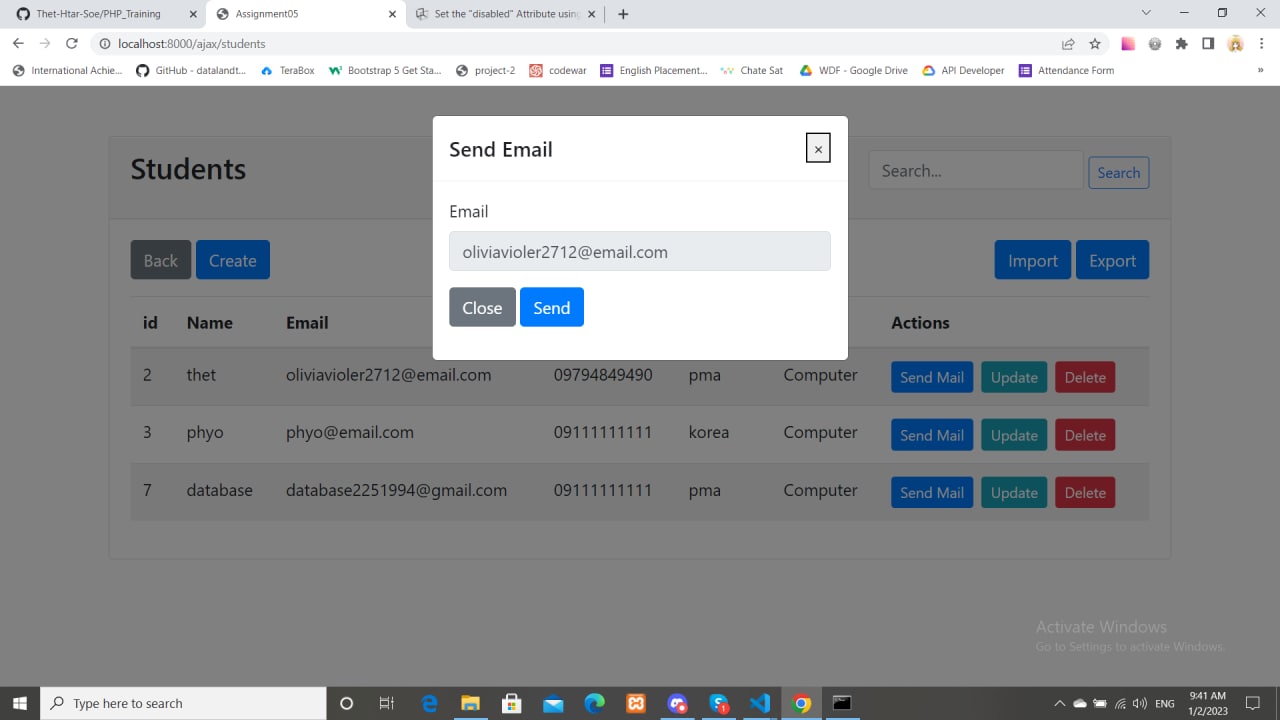 Thet-Htar-Soe/PHP_Training
Assignment05
Set the "disabled" Attribute using
localhost:8000/ajax/students
International Achie...
GitHub - datalandt...
TeraBox
Bootstrap 5 Get Sta...
project-2
codewar
English Placement...
Chate Sat
WDF - Google Drive
API Developer
Attendance Form
»
Send Email
×
Students
Search...
Search
Email
oliviavioler2712@email.com
Back
Create
Import
Export
Close
Send
id Name Email Actions
2 thet oliviavioler2712@email.com 09794849490 pma Computer Send Mail Update Delete
3 phyo phyo@email.com 09111111111 korea Computer Send Mail Update Delete
7 database database2251994@gmail.com 09111111111 pma Computer Send Mail Update Delete
Activate Windows
Go to Settings to activate Windows.
Type here to search
ENG
9:41 AM
1/2/2023